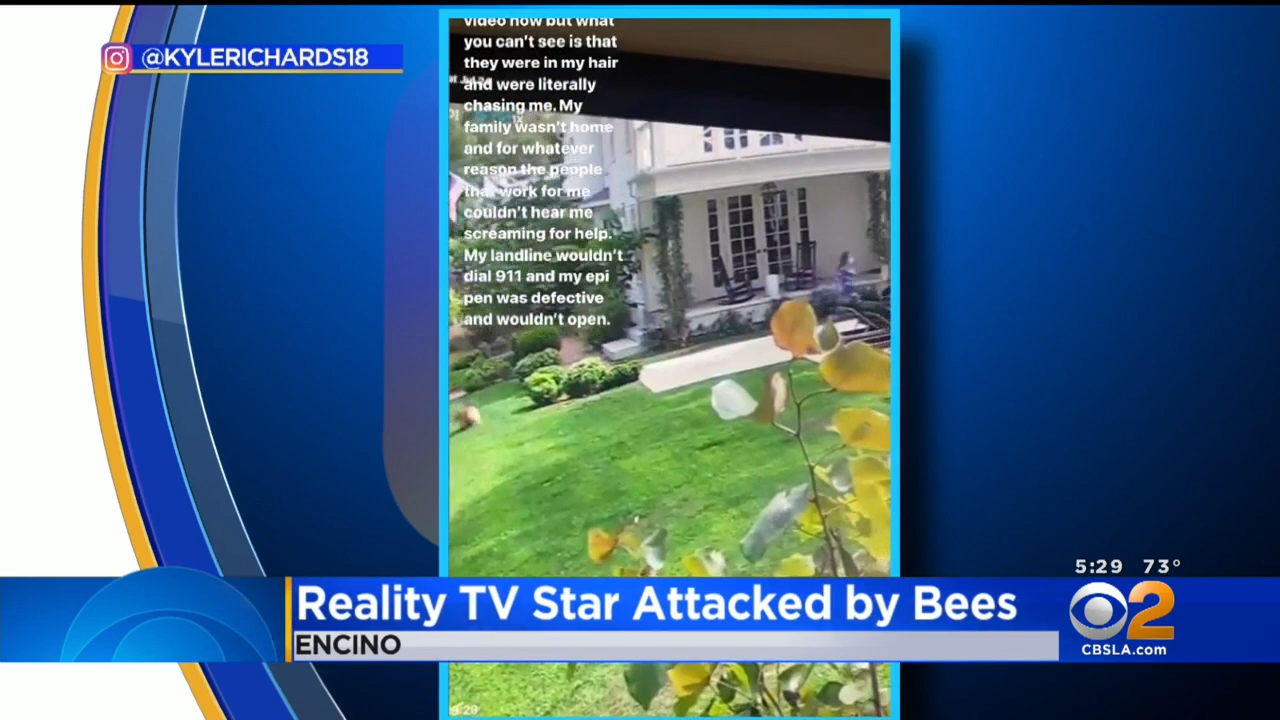 @KYLERICHARDS18
video now but what
you can't see is that
they were in my hair
and were literally
chasing me. My
family wasn't home
and for whatever
reason the people
that work for me
couldn't hear me
screaming for help.
My landline wouldn't
dial 911 and my epi
pen was defective
and wouldn't open.
5:29 73°
Reality TV Star Attacked by Bees
ENCINO
2
CBSLA.com